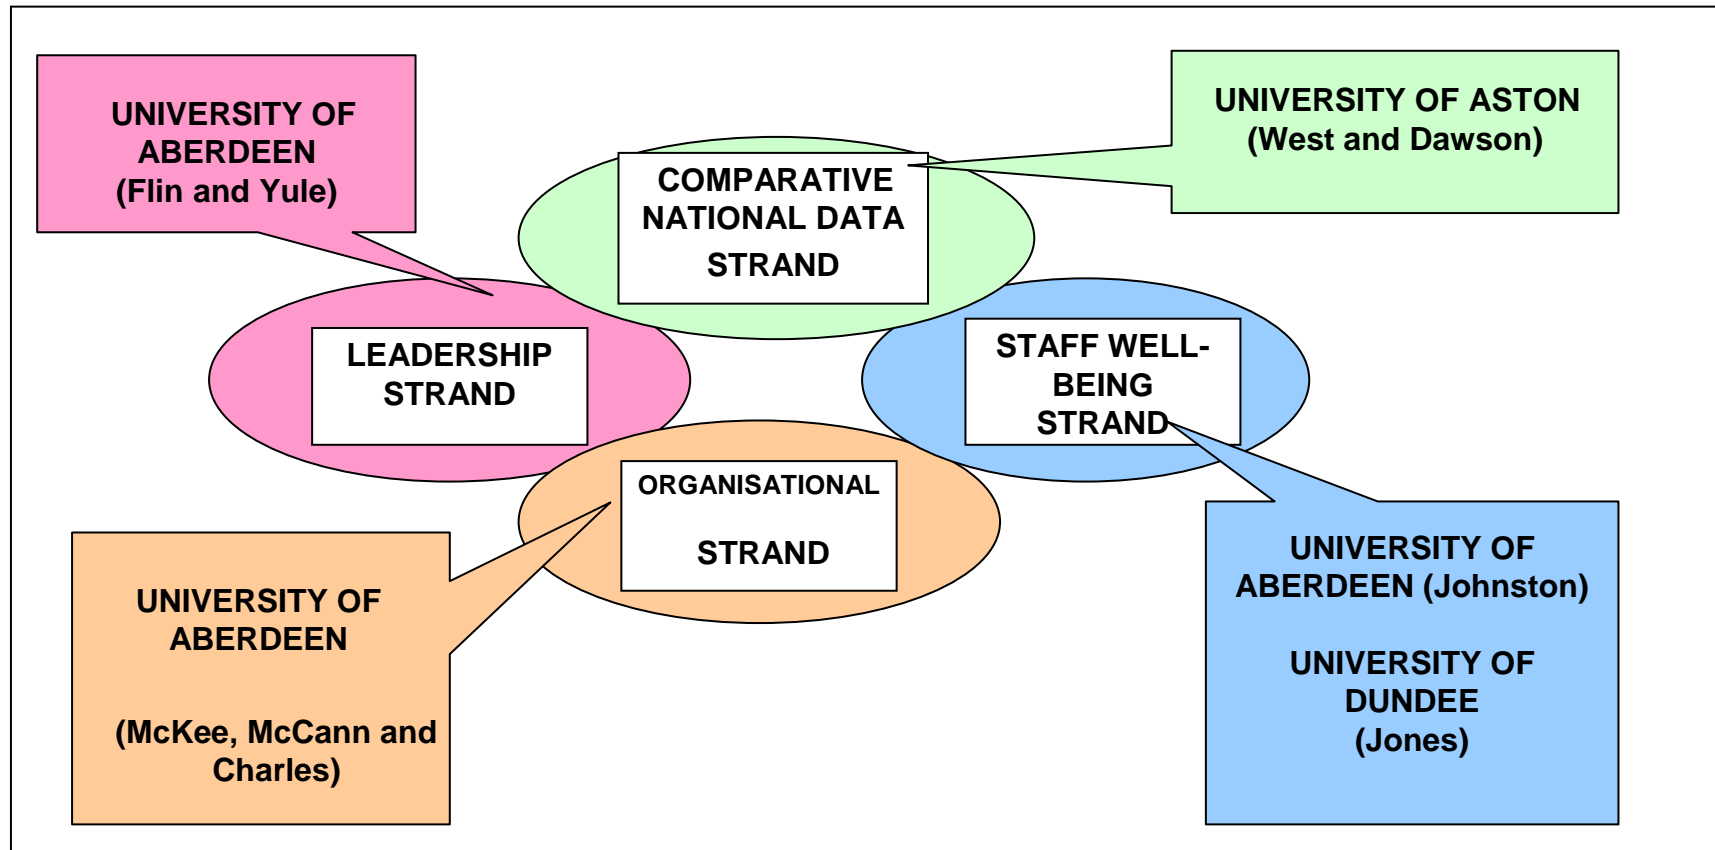 UNIVERSITY OF
ABERDEEN
(Flin and Yule)
UNIVERSITY OF ASTON
(West and Dawson)
COMPARATIVE
NATIONAL DATA
STRAND
LEADERSHIP
STRAND
STAFF WELL-
BEING
STRAND
ORGANISATIONAL
STRAND
UNIVERSITY OF
ABERDEEN
(McKee, McCann and
Charles)
UNIVERSITY OF
ABERDEEN (Johnston)
UNIVERSITY OF
DUNDEE
(Jones)